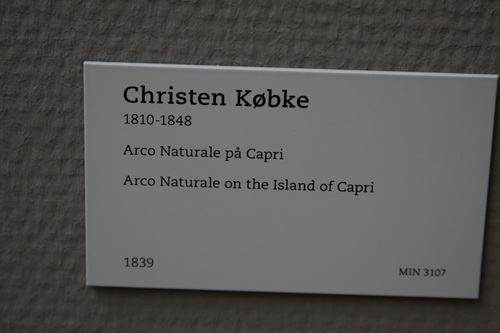 Christen Købke
1810-1848
Arco Naturale på Capri
Arco Naturale on the Island of Capri
1839
MIN 3107